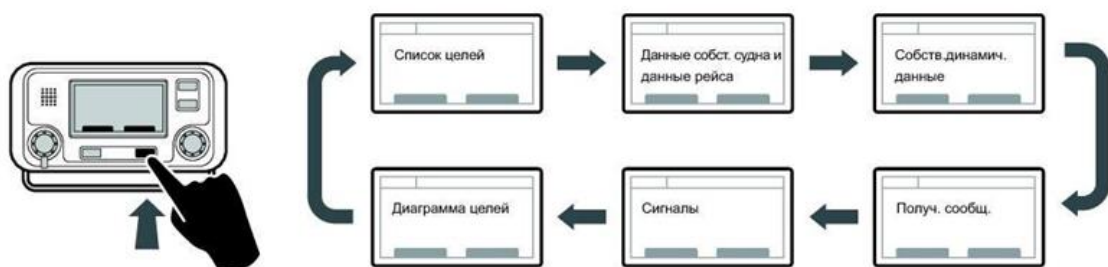 Список целей
Данные собст. судна и
данные рейса
Собств.динамич.
данные
Диаграмма целей
Сигналы
Получ. сообщ.